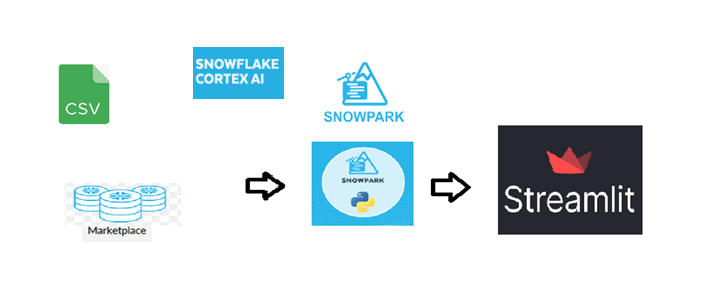 SNOWFLAKE
CORTEX AI
CSV
SNOWPARK
SNOWPARK
Marketplace
Streamlit